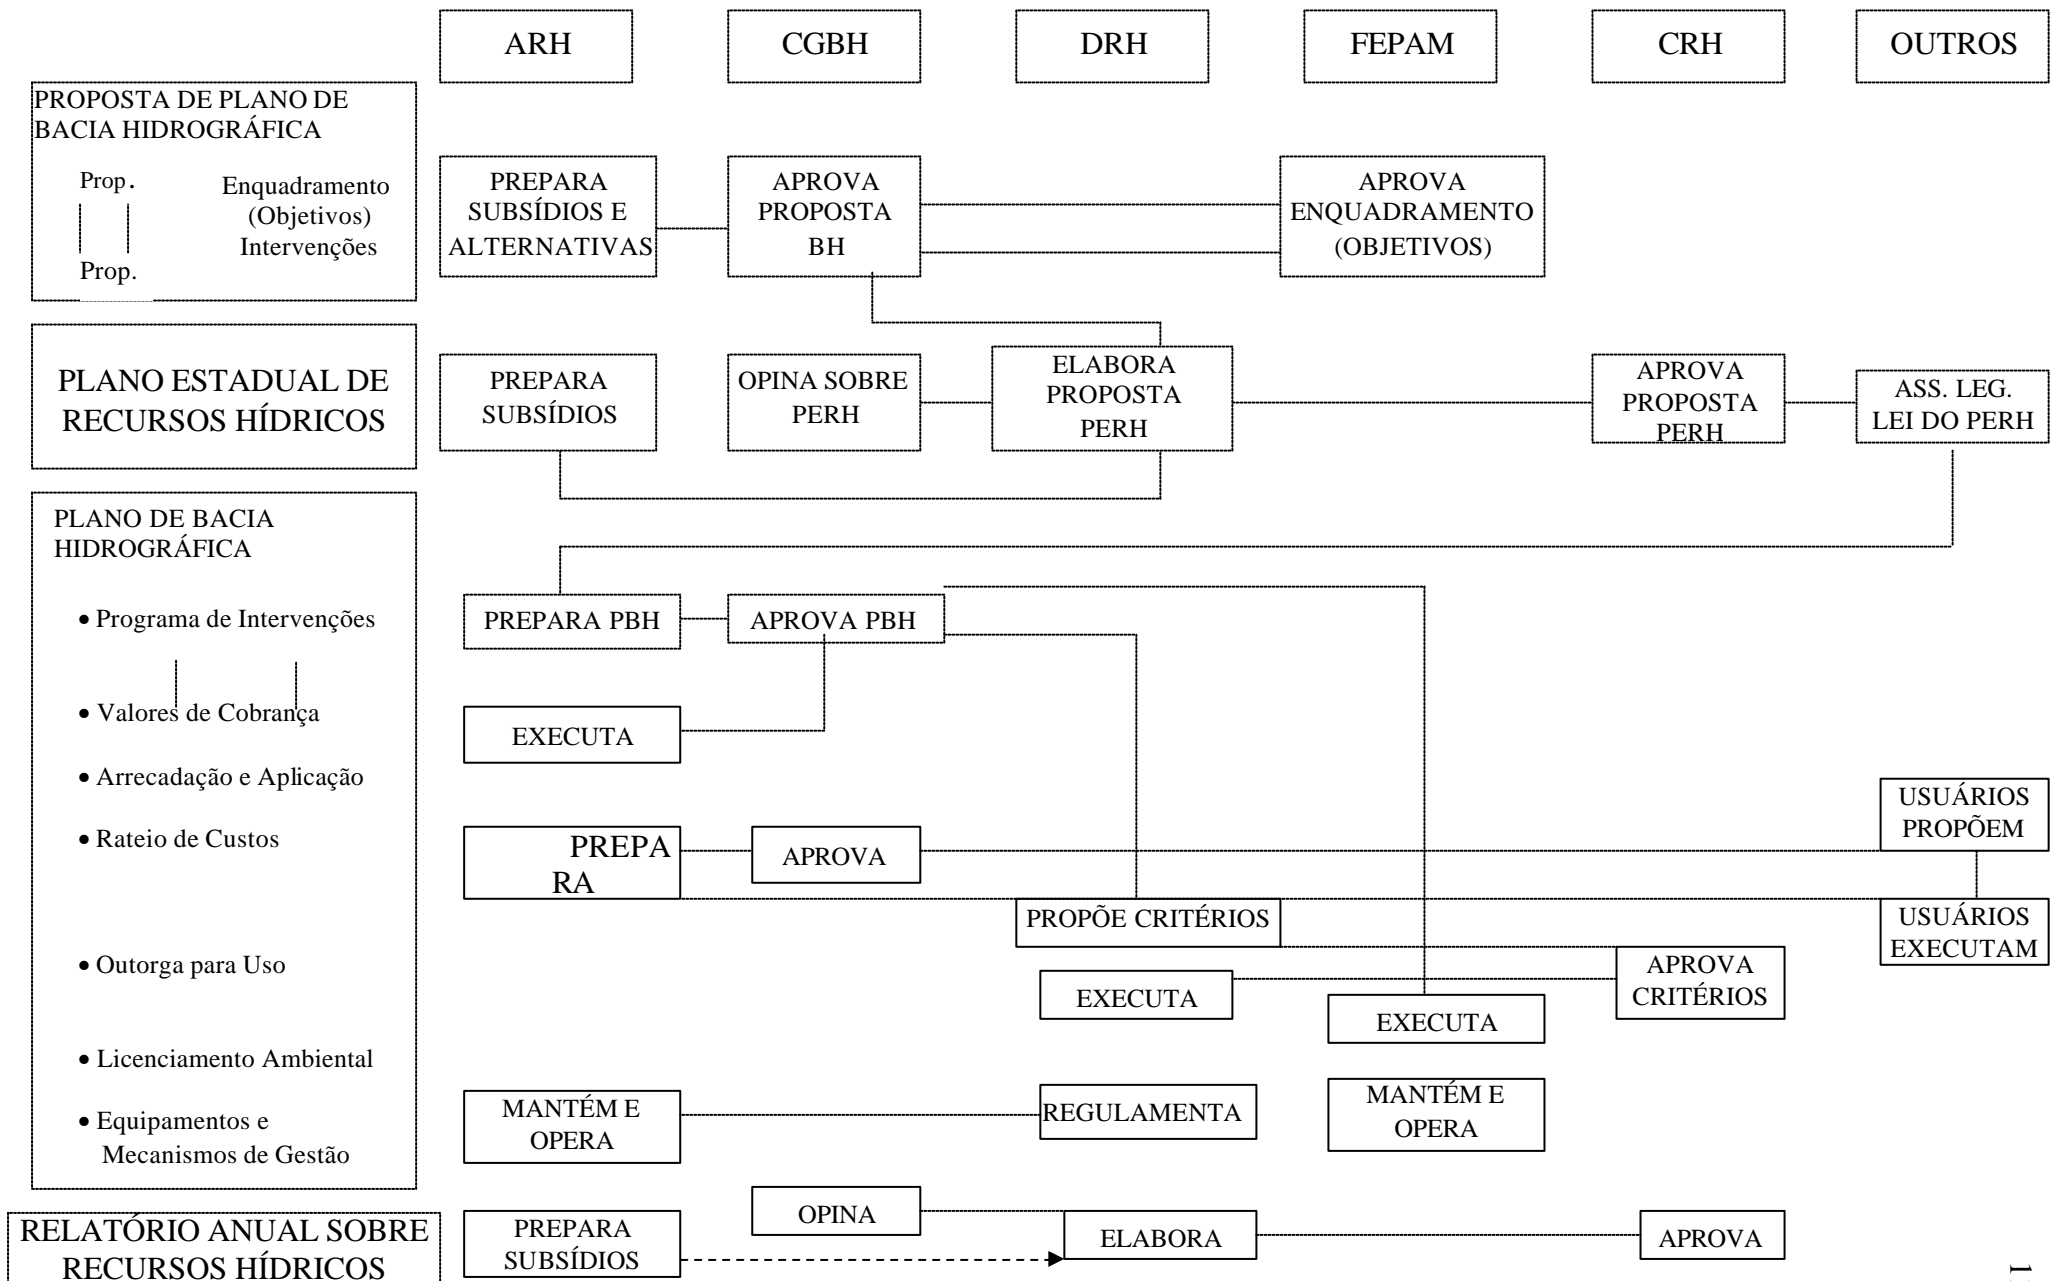 ARH
CGBH
DRH
FEPAM
CRH
OUTROS
PROPOSTA DE PLANO DE
BACIA HIDROGRÁFICA
Prop.
Prop.
Enquadramento
(Objetivos)
Intervenções
PREPARA
SUBSÍDIOS E
ALTERNATIVAS
APROVA
PROPOSTA
BH
APROVA
ENQUADRAMENTO
(OBJETIVOS)
PLANO ESTADUAL DE
RECURSOS HÍDRICOS
PREPARA
SUBSÍDIOS
OPINA SOBRE
PERH
ELABORA
PROPOSTA
PERH
APROVA
PROPOSTA
PERH
ASS. LEG.
LEI DO PERH
PLANO DE BACIA
HIDROGRÁFICA
• Programa de Intervenções
• Valores de Cobrança
• Arrecadação e Aplicação
• Rateio de Custos
• Outorga para Uso
• Licenciamento Ambiental
• Equipamentos e
Mecanismos de Gestão
PREPARA PBH
APROVA PBH
EXECUTA
USUÁRIOS
PROPÕEM
PREPA
RA
APROVA
PROPÕE CRITÉRIOS
USUÁRIOS
EXECUTAM
EXECUTA
APROVA
CRITÉRIOS
EXECUTA
MANTÉM E
OPERA
REGULAMENTA
MANTÉM E
OPERA
RELATÓRIO ANUAL SOBRE
RECURSOS HÍDRICOS
PREPARA
SUBSÍDIOS
OPINA
ELABORA
APROVA